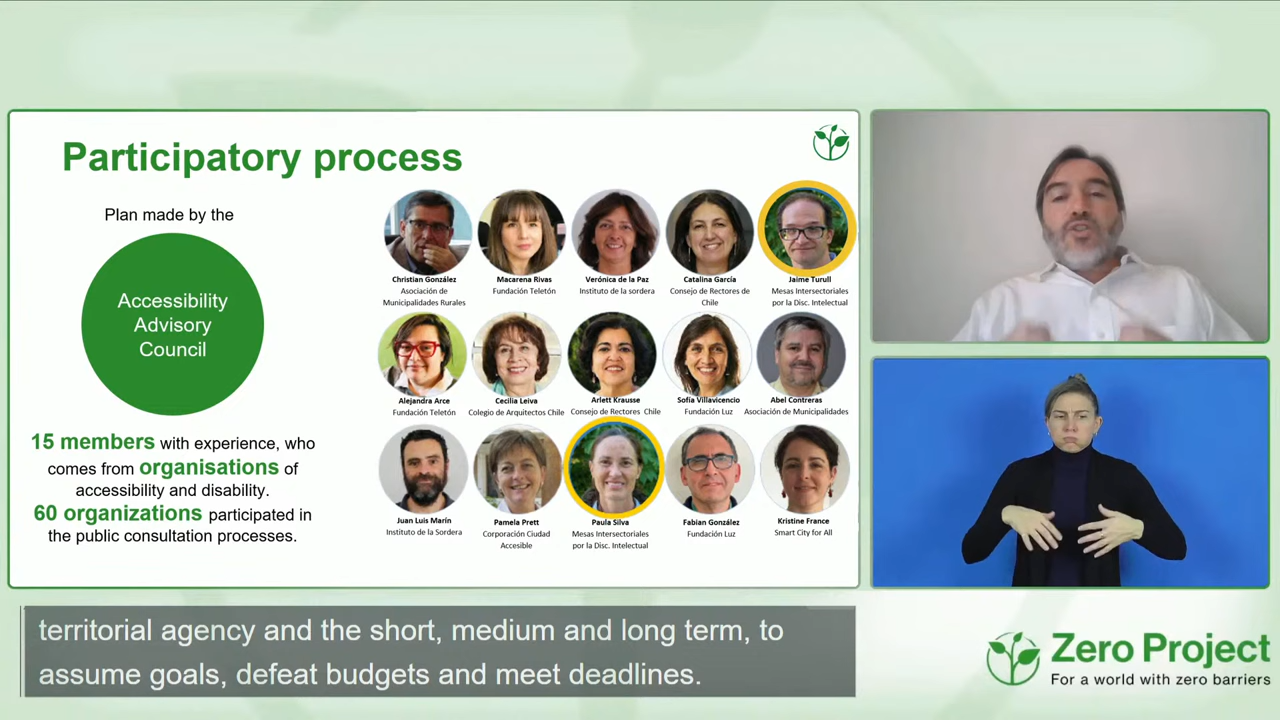 Participatory process
Plan made by the
Accessibility
Advisory
Council
15 members with experience, who
comes from organisations of
accessibility and disability.
60 organizations participated in
the public consultation processes.
Christian González
Asociación de
Municipalidades Rurales
Macarena Rivas
Fundación Teletón
Verónica de la Paz
Instituto de la sordera
Catalina García
Consejo de Rectores de
Chile
Jaime Turull
Mesas Intersectoriales
por la Disc. Intelectual
Alejandra Arce
Fundación Teletón
Cecilia Leiva
Colegio de Arquitectos Chile
Arlett Krausse
Consejo de Rectores Chile
Sofía Villavicencio
Fundación Luz
Abel Contreras
Asociación de Municipalidades
Juan Luis Marín
Instituto de la Sordera
Pamela Prett
Corporación Ciudad
Accesible
Paula Silva
Mesas Intersectoriales
por la Disc. Intelectual
Fabian González
Fundación Luz
Kristine France
Smart City for All
territorial agency and the short, medium and long term, to
assume goals, defeat budgets and meet deadlines.
Zero Project
For a world with zero barriers